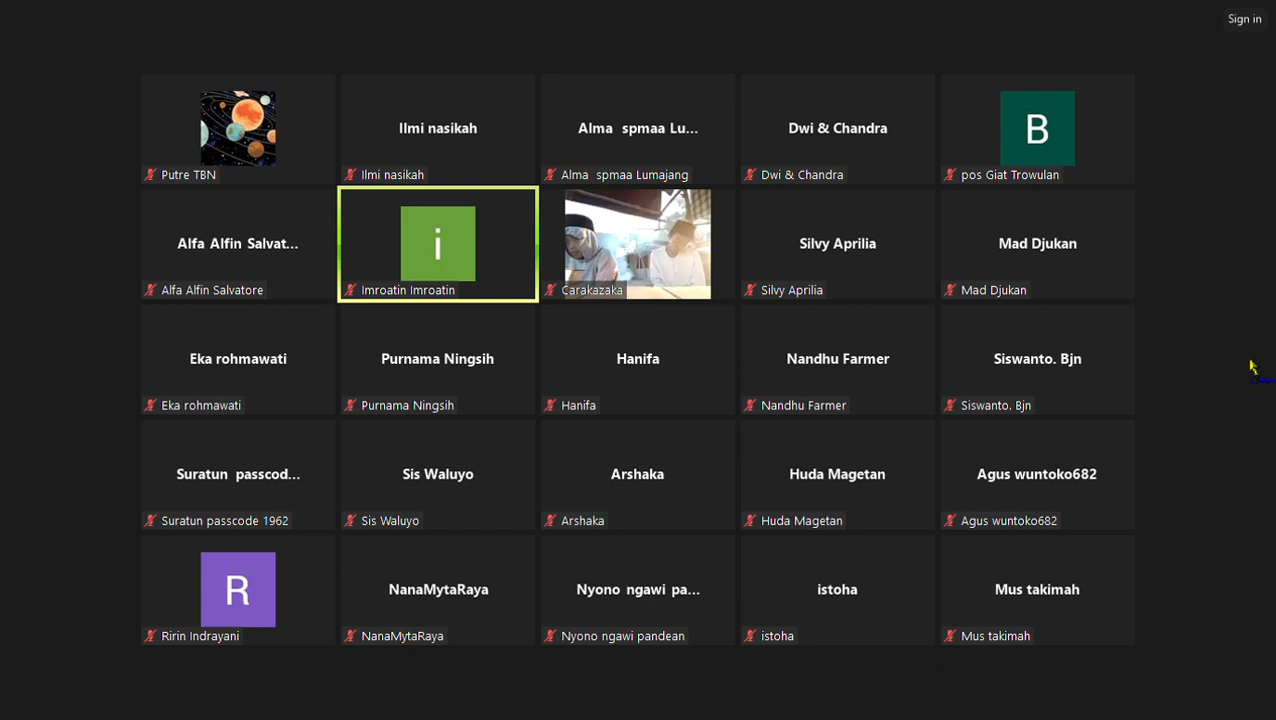 Sign in
Putre TBN
Ilmi nasikah
Ilmi nasikah
Alma spmaa Lu...
Alma spmaa Lumajang
Dwi & Chandra
Dwi & Chandra
B
pos Giat Trowulan
Alfa Alfin Salvat...
Alfa Alfin Salvatore
i
Imroatin Imroatin
Carakazaka
Silvy Aprilia
Silvy Aprilia
Mad Djukan
Mad Djukan
Eka rohmawati
Eka rohmawati
Purnama Ningsih
Purnama Ningsih
Hanifa
Hanifa
Nandhu Farmer
Nandhu Farmer
Siswanto. Bjn
Siswanto. Bjn
Suratun passcod...
Suratun passcode 1962
Sis Waluyo
Sis Waluyo
Arshaka
Arshaka
Huda Magetan
Huda Magetan
Agus wuntoko682
Agus wuntoko682
R
Ririn Indrayani
NanaMytaRaya
NanaMytaRaya
Nyono ngawi pa...
Nyono ngawi pandean
istoha
istoha
Mus takimah
Mus takimah